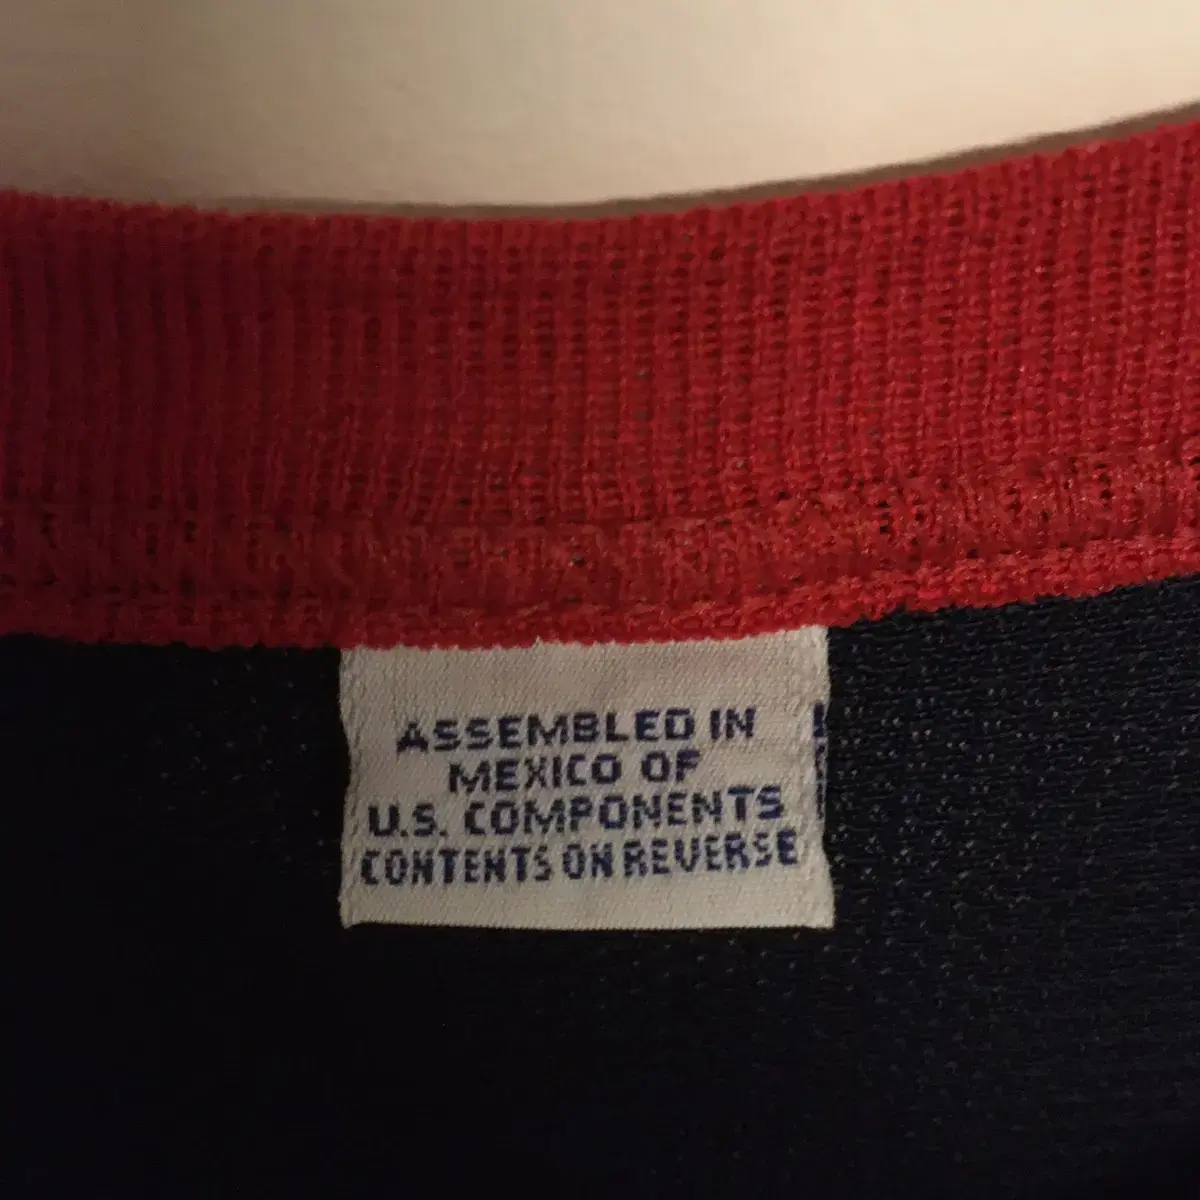 ASSEMBLED IN
MEXICO OF
U.S. COMPONENTS
CONTENTS ON REVERSE